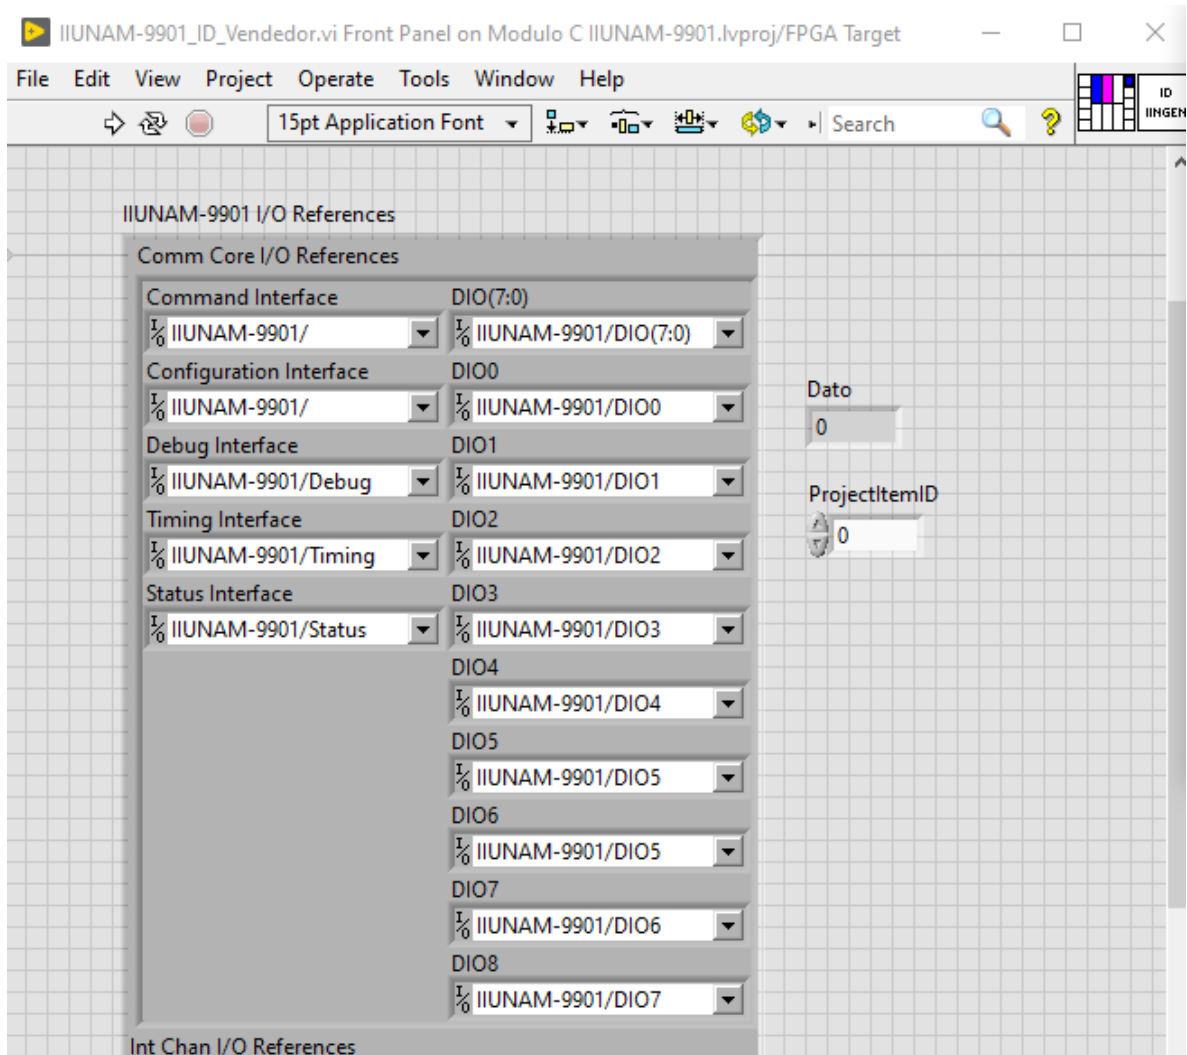 IIUNAM-9901_ID_Vendedor.vi Front Panel on Modulo C IIUNAM-9901.lvproj/FPGA Target
File Edit View Project Operate Tools Window Help
15pt Application Font
Search
ID
IINGEN
IIUNAM-9901 I/O References
Comm Core I/O References
Command Interface
IIUNAM-9901/
Configuration Interface
IIUNAM-9901/
Debug Interface
IIUNAM-9901/Debug
Timing Interface
IIUNAM-9901/Timing
Status Interface
IIUNAM-9901/Status
DIO(7:0)
IIUNAM-9901/DIO(7:0)
DIO0
IIUNAM-9901/DIO0
DIO1
IIUNAM-9901/DIO1
DIO2
IIUNAM-9901/DIO2
DIO3
IIUNAM-9901/DIO3
DIO4
IIUNAM-9901/DIO4
DIO5
IIUNAM-9901/DIO5
DIO6
IIUNAM-9901/DIO5
DIO7
IIUNAM-9901/DIO6
DIO8
IIUNAM-9901/DIO7
Dato
0
ProjectItemID
0
Int Chan I/O References